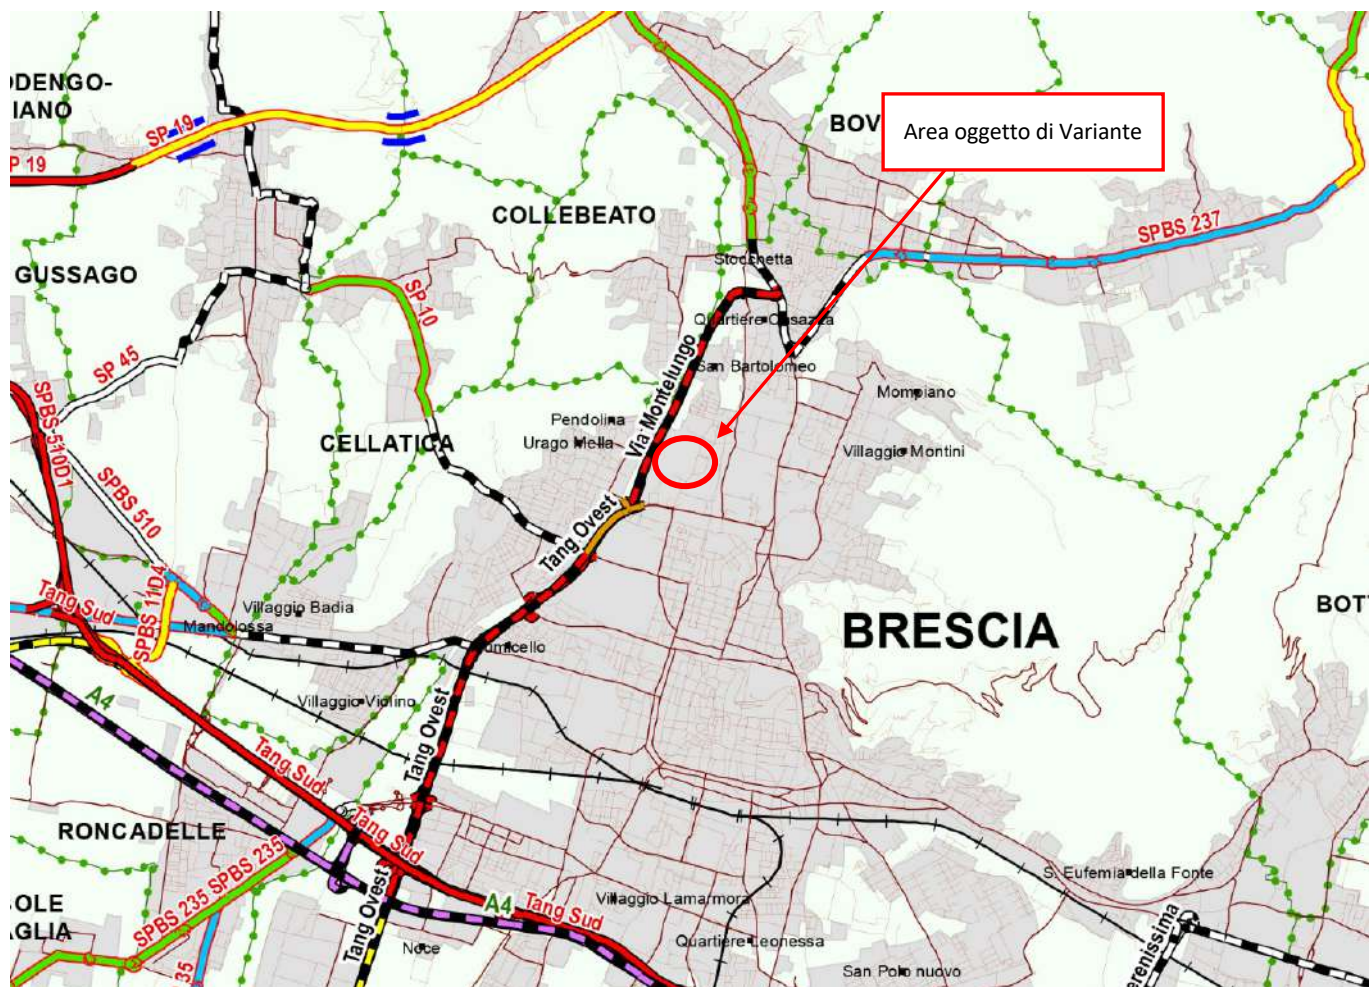 ODENGO-
IANO
SP 19
SP 19
BOV
Area oggetto di Variante
COLLEBEATO
SPBS 237
GUSSAGO
Stocchetta
SP 10
Quartiere Casazza
SP 45
San Bartolomeo
Via Montelungo
Mompiano
Pendolina
Urago Mella
CELLATICA
Villaggio Montini
SPBS 510D1
SPBS 510
Tang Ovest
Tang Sud
SPBS 11D4
Villaggio Badia
Mandolossa
BRESCIA
BOTT
umicello
A4
Villaggio Violino
Tang Ovest
Tang Sud
RONCADELLE
Tang Sud
SPBS 235
SPBS 235
OLE
AGLIA
Tang Ovest
A4
Tang Sud
Villaggio Lamarmora
S. Eufemia della Fonte
Noce
Quartiere Leonessa
San Polo nuovo
erenissima
35